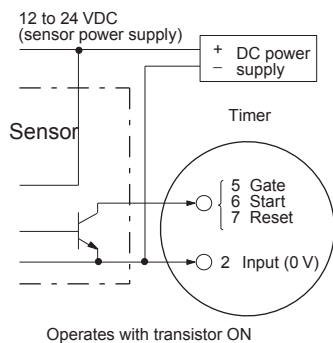 12 to 24 VDC
(sensor power supply)
+ DC power
− supply
Timer
Sensor
5 Gate
6 Start
7 Reset
2 Input (0 V)
Operates with transistor ON